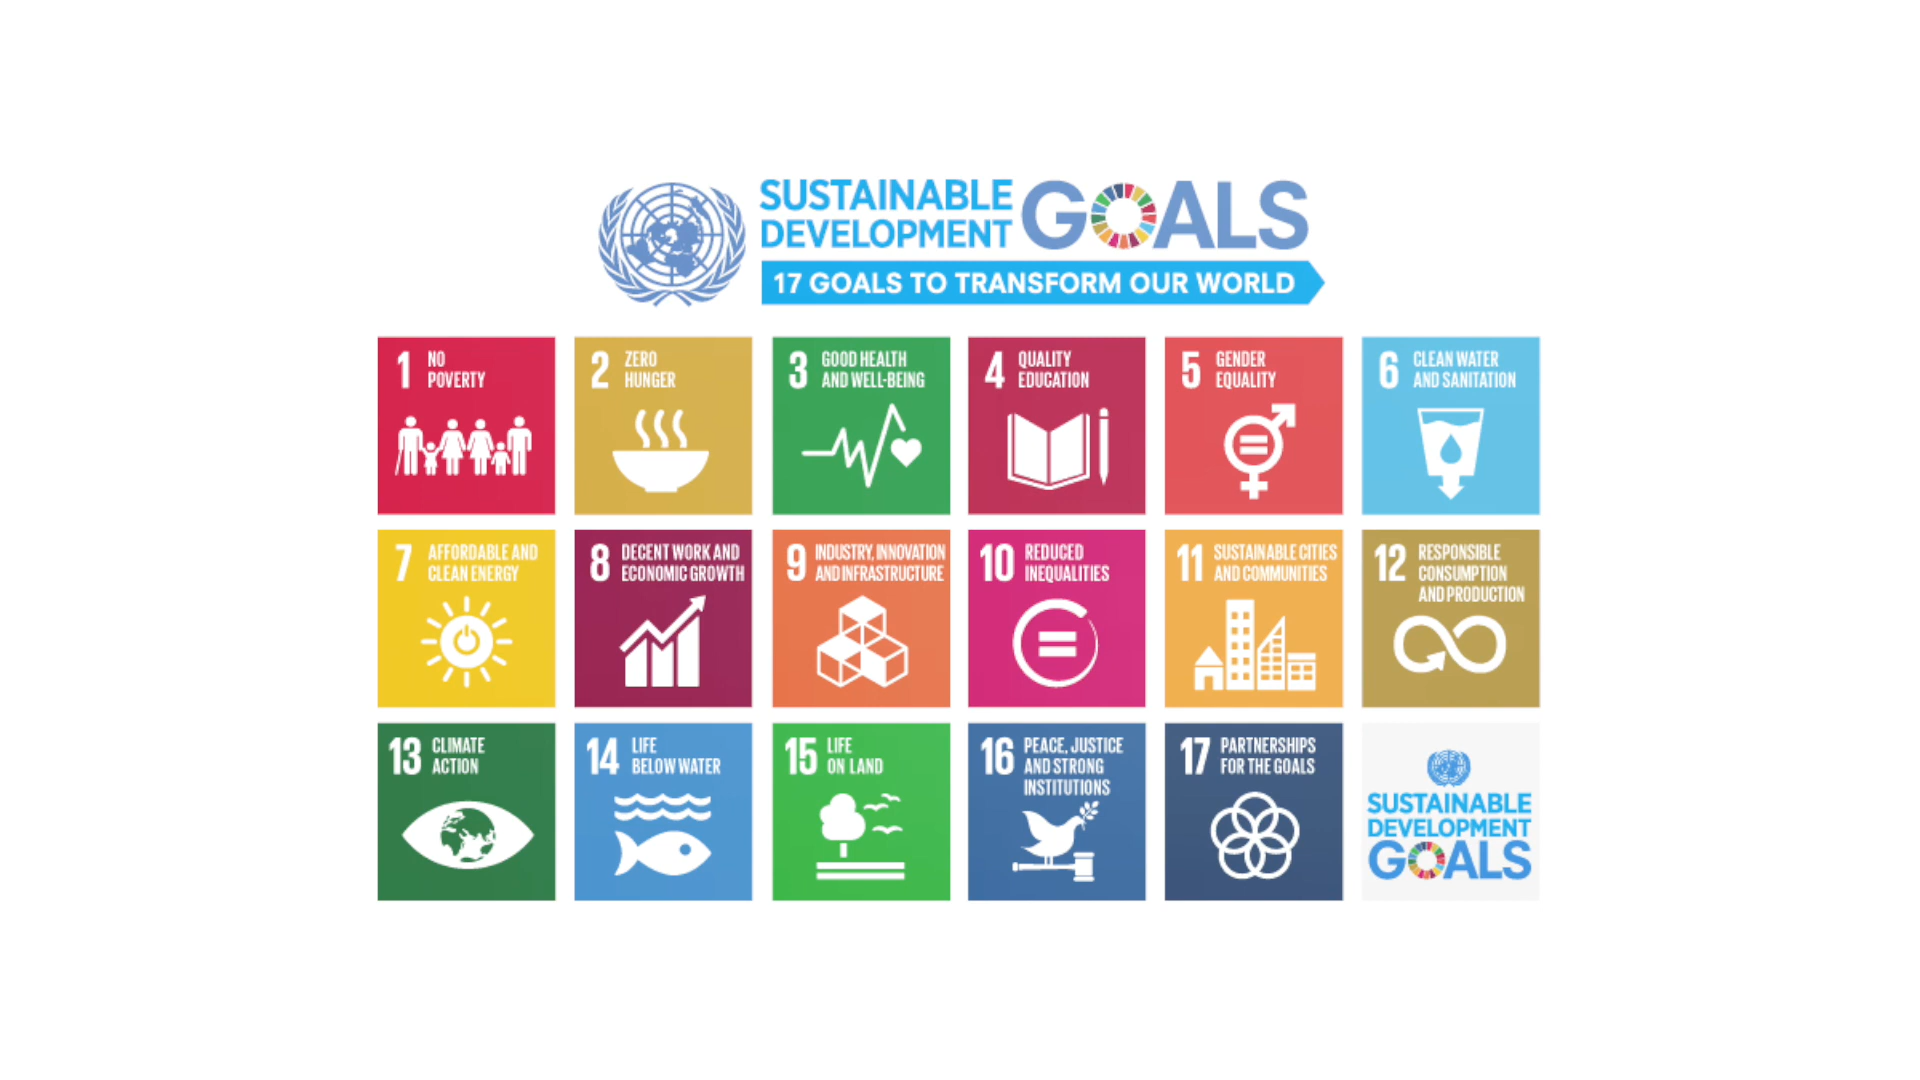 SUSTAINABLE
DEVELOPMENT
GOALS
17 GOALS TO TRANSFORM OUR WORLD
1 NO
POVERTY
2 ZERO
HUNGER
3 GOOD HEALTH
AND WELL-BEING
4 QUALITY
EDUCATION
5 GENDER
EQUALITY
6 CLEAN WATER
AND SANITATION
7 AFFORDABLE AND
CLEAN ENERGY
8 DECENT WORK AND
ECONOMIC GROWTH
9 INDUSTRY, INNOVATION
AND INFRASTRUCTURE
10 REDUCED
INEQUALITIES
11 SUSTAINABLE CITIES
AND COMMUNITIES
12 RESPONSIBLE
CONSUMPTION
AND PRODUCTION
13 CLIMATE
ACTION
14 LIFE
BELOW WATER
15 LIFE
ON LAND
16 PEACE, JUSTICE
AND STRONG
INSTITUTIONS
17 PARTNERSHIPS
FOR THE GOALS
SUSTAINABLE
DEVELOPMENT
GOALS